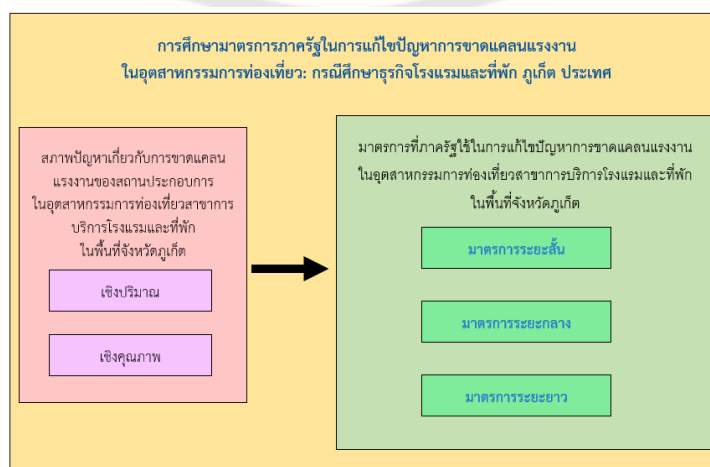 การศึกษามาตรการภาครัฐในการแก้ไขปัญหาการขาดแคลนแรงงาน
ในอุตสาหกรรมการท่องเที่ยว: กรณีศึกษาธุรกิจโรงแรมและที่พัก ภูเก็ต ประเทศ
สภาพปัญหาเกี่ยวกับการขาดแคลน
แรงงานของสถานประกอบการ
ในอุตสาหกรรมการท่องเที่ยวสาขาการ
บริการโรงแรมและที่พัก
ในพื้นที่จังหวัดภูเก็ต
เชิงปริมาณ
เชิงคุณภาพ
มาตรการที่ภาครัฐใช้ในการแก้ไขปัญหาการขาดแคลนแรงงาน
ในอุตสาหกรรมการท่องเที่ยวสาขาการบริการโรงแรมและที่พัก
ในพื้นที่จังหวัดภูเก็ต
มาตรการระยะสั้น
มาตรการระยะกลาง
มาตรการระยะยาว